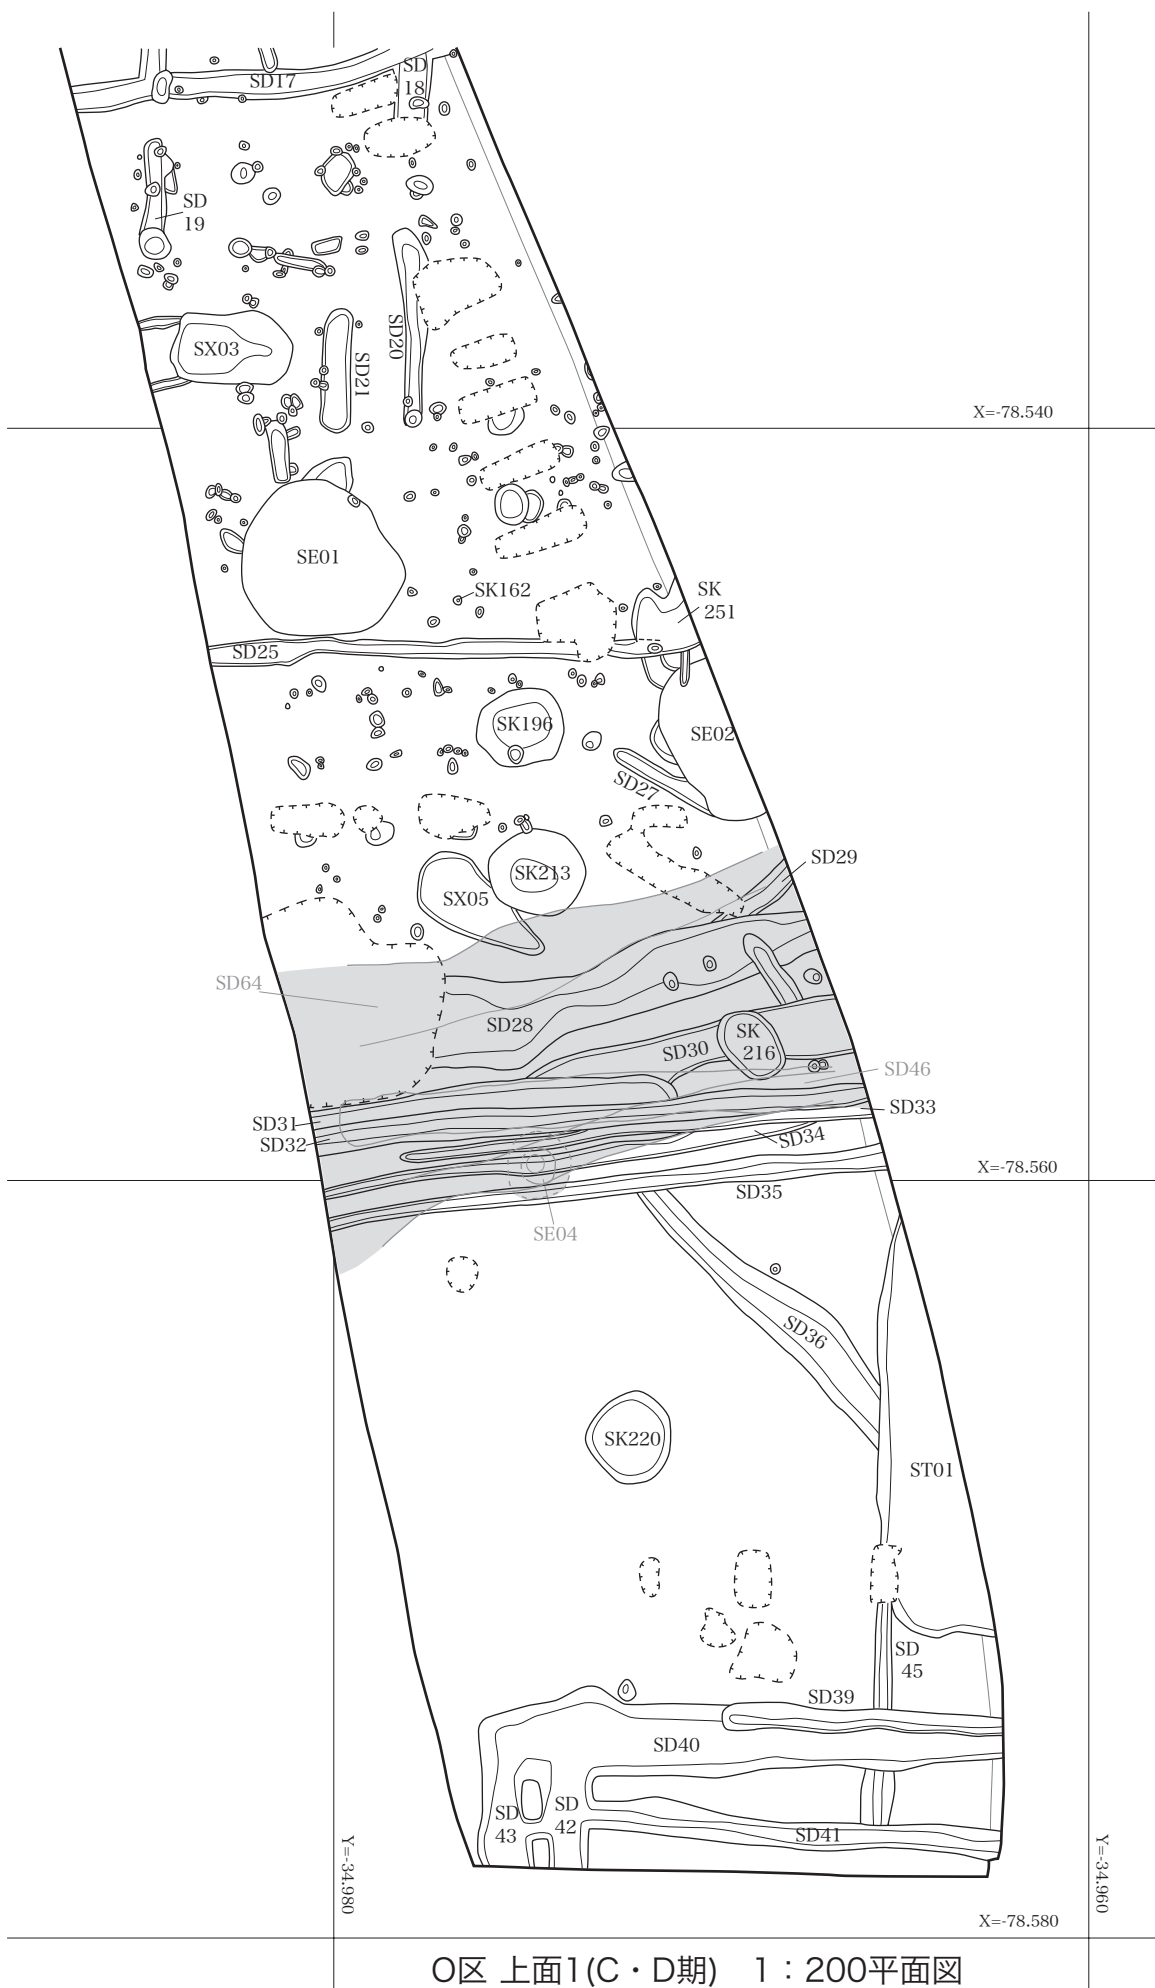 SD17
SD
18
SD
19
SD20
SX03
SD21
X=-78.540
SE01
SK162
SK
251
SD25
SK196
SE02
SD27
SD29
SK213
SX05
SD64
SD28
SK
216
SD30
SD46
SD33
SD31
SD32
SD34
X=-78.560
SD35
SE04
SD36
SK220
ST01
SD
45
SD39
SD40
SD
43
SD
42
SD41
Y=-34.980
Y=-34.960
X=-78.580
O区 上面1(C・D期) 1：200平面図